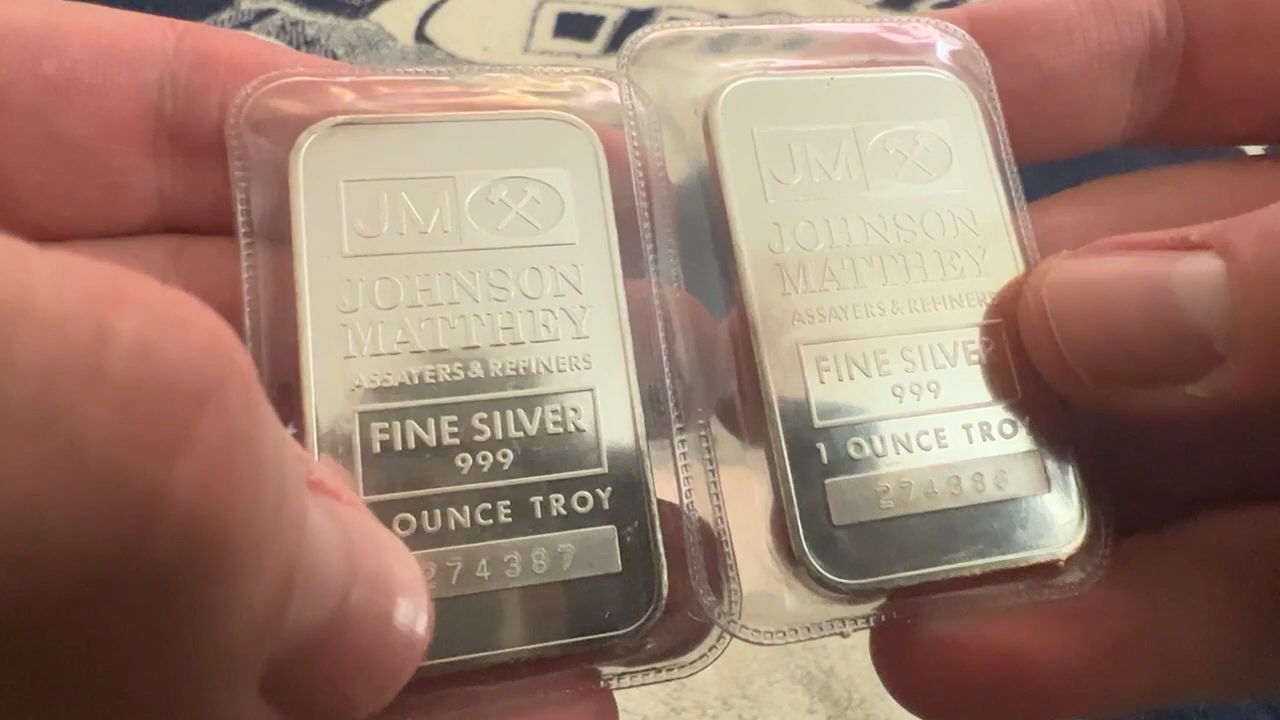 JM
JOHNSON
MATTHEY
ASSAYERS & REFINERS
FINE SILVER
999
OUNCE TROY
274387
JM
JOHNSON
MATTHEY
ASSAYERS & REFINERS
FINE SILVER
999
1 OUNCE TROY
274386